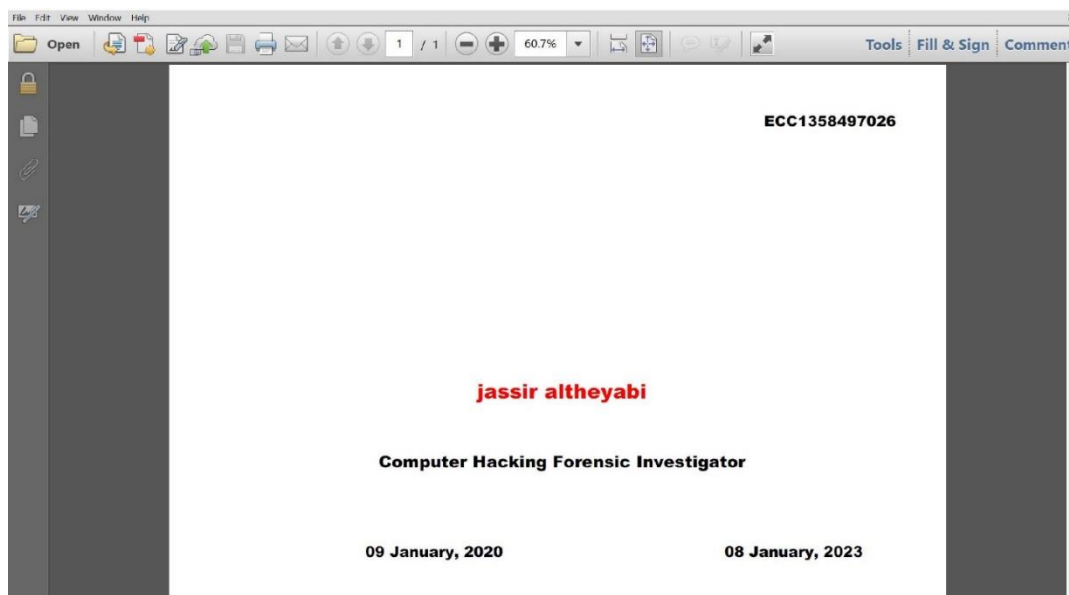 File Edit View Window Help
Open 1 / 1 60.7% Tools Fill & Sign Comment
ECC1358497026
jassir altheyabi
Computer Hacking Forensic Investigator
09 January, 2020 08 January, 2023